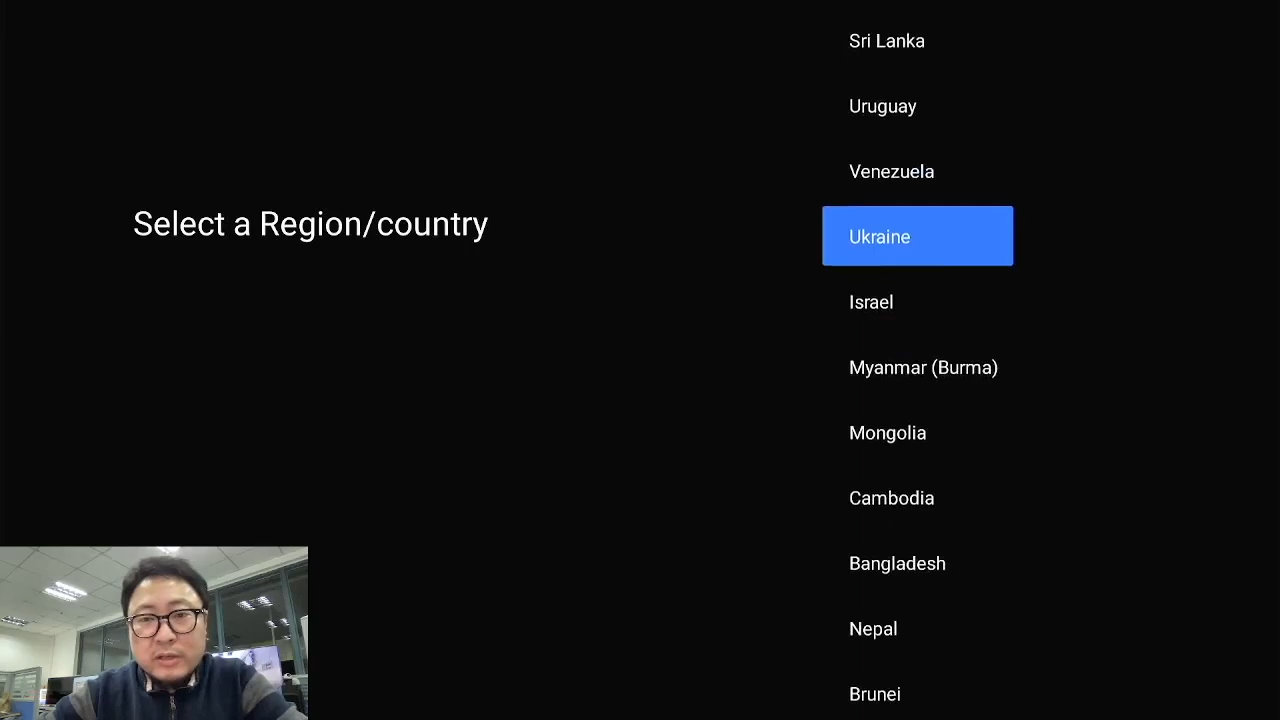 Select a Region/country
Sri Lanka
Uruguay
Venezuela
Ukraine
Israel
Myanmar (Burma)
Mongolia
Cambodia
Bangladesh
Nepal
Brunei